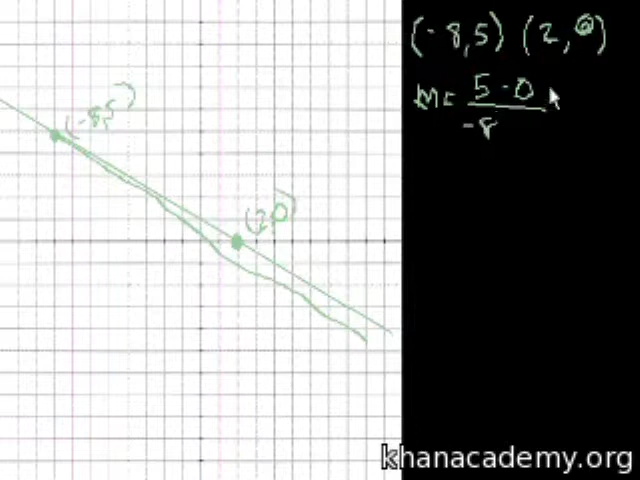 (-8,5) (2,0)
m = 5 - 0
-8
(-8,5)
(2,0)
khanacademy.org